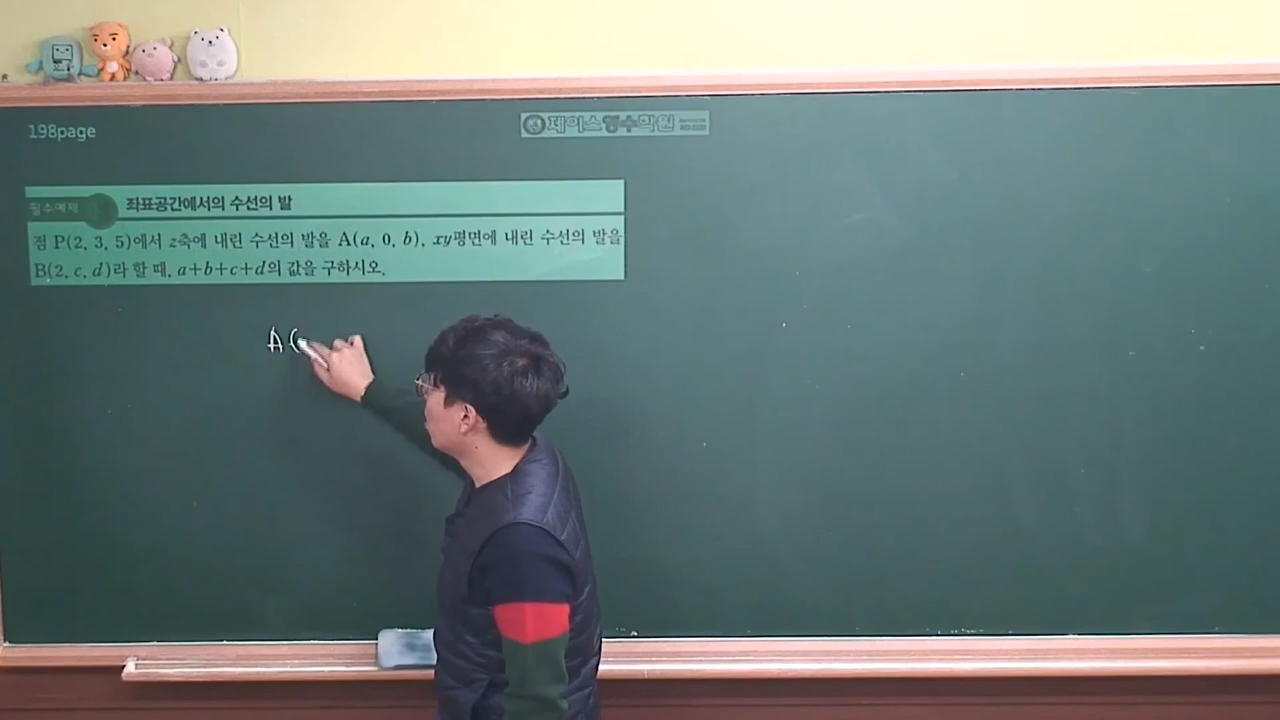 198page
제이스영수학원
필수예제
좌표공간에서의 수선의 발
점 P(2, 3, 5)에서 z축에 내린 수선의 발을 A(a, 0, b), xy평면에 내린 수선의 발을
B(2, c, d)라 할 때, a+b+c+d의 값을 구하시오.
A (